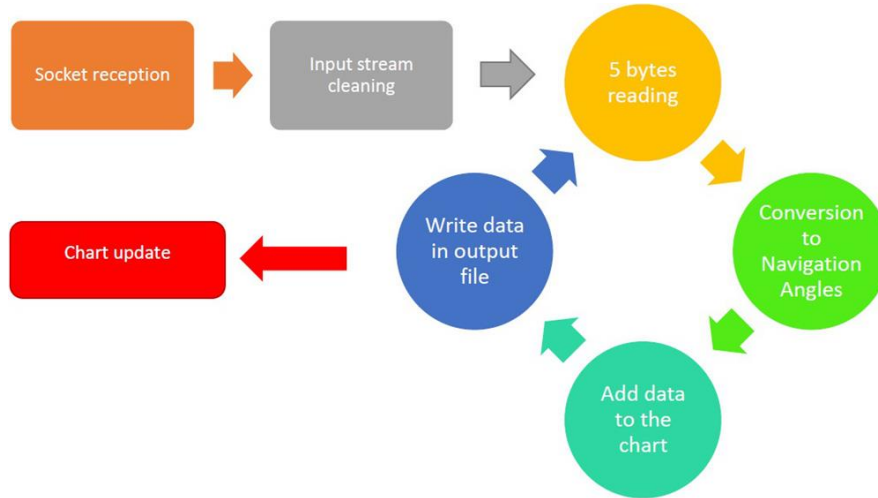 Socket reception
Input stream
cleaning
5 bytes
reading
Conversion
to
Navigation
Angles
Add data
to the
chart
Write data
in output
file
Chart update